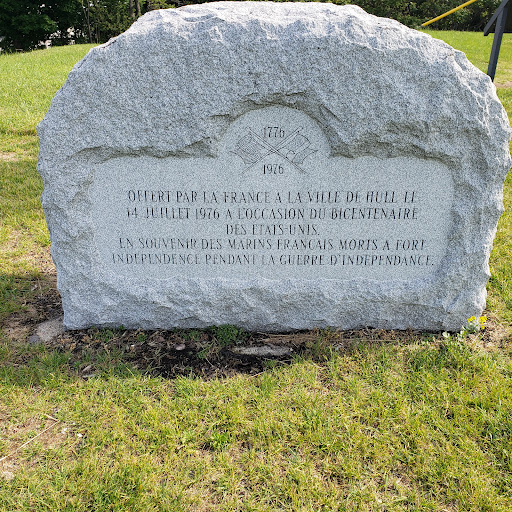 1776
1976
OFFERT PAR LA FRANCE A LA VILLE DE HULL LE
14 JUILLET 1976 A L'OCCASION DU BICENTENAIRE
DES ETATS-UNIS.
EN SOUVENIR DES MARINS FRANCAIS MORTS A FORT
INDEPENDENCE PENDANT LA GUERRE D'INDEPENDANCE.